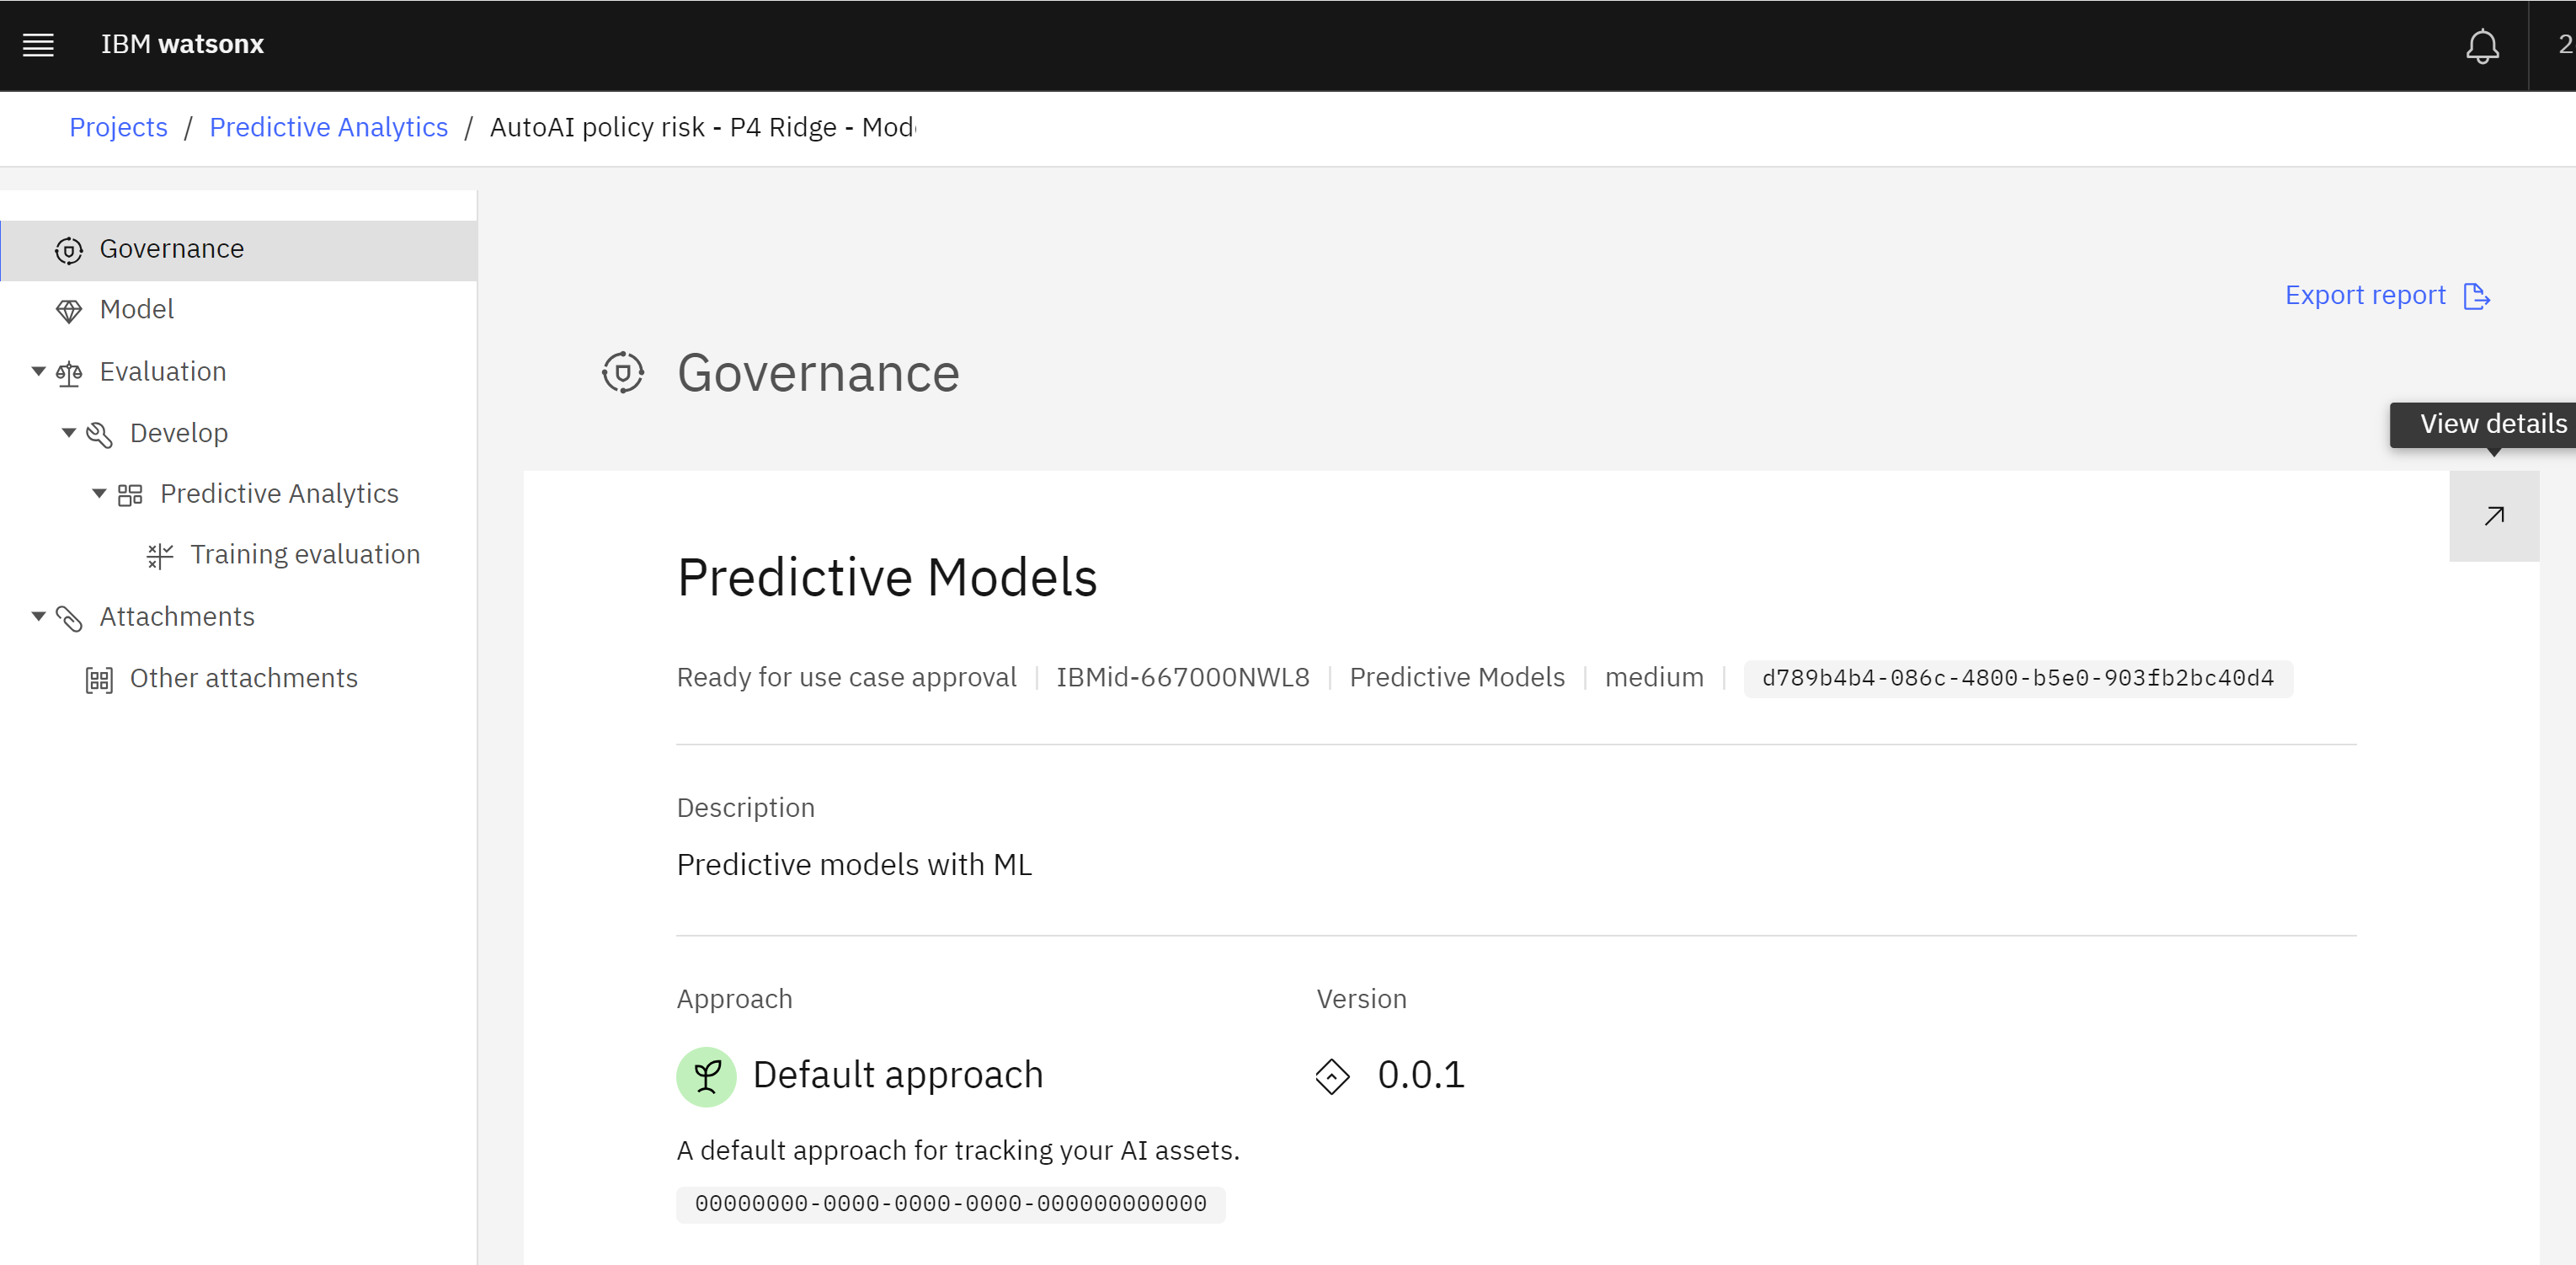 IBM watsonx
2
Projects / Predictive Analytics / AutoAI policy risk - P4 Ridge -
Governance
Model
Evaluation
Develop
Predictive Analytics
Training evaluation
Attachments
Other attachments
Export report
Governance
View details
Predictive Models
Ready for use case approval | IBMid-667000NWL8 | Predictive Models | medium | d789b4b4-086c-4800-b5e0-903fb2bc40d4
Description
Predictive models with ML
Approach
Version
Default approach
0.0.1
A default approach for tracking your AI assets.
00000000-0000-0000-0000-000000000000